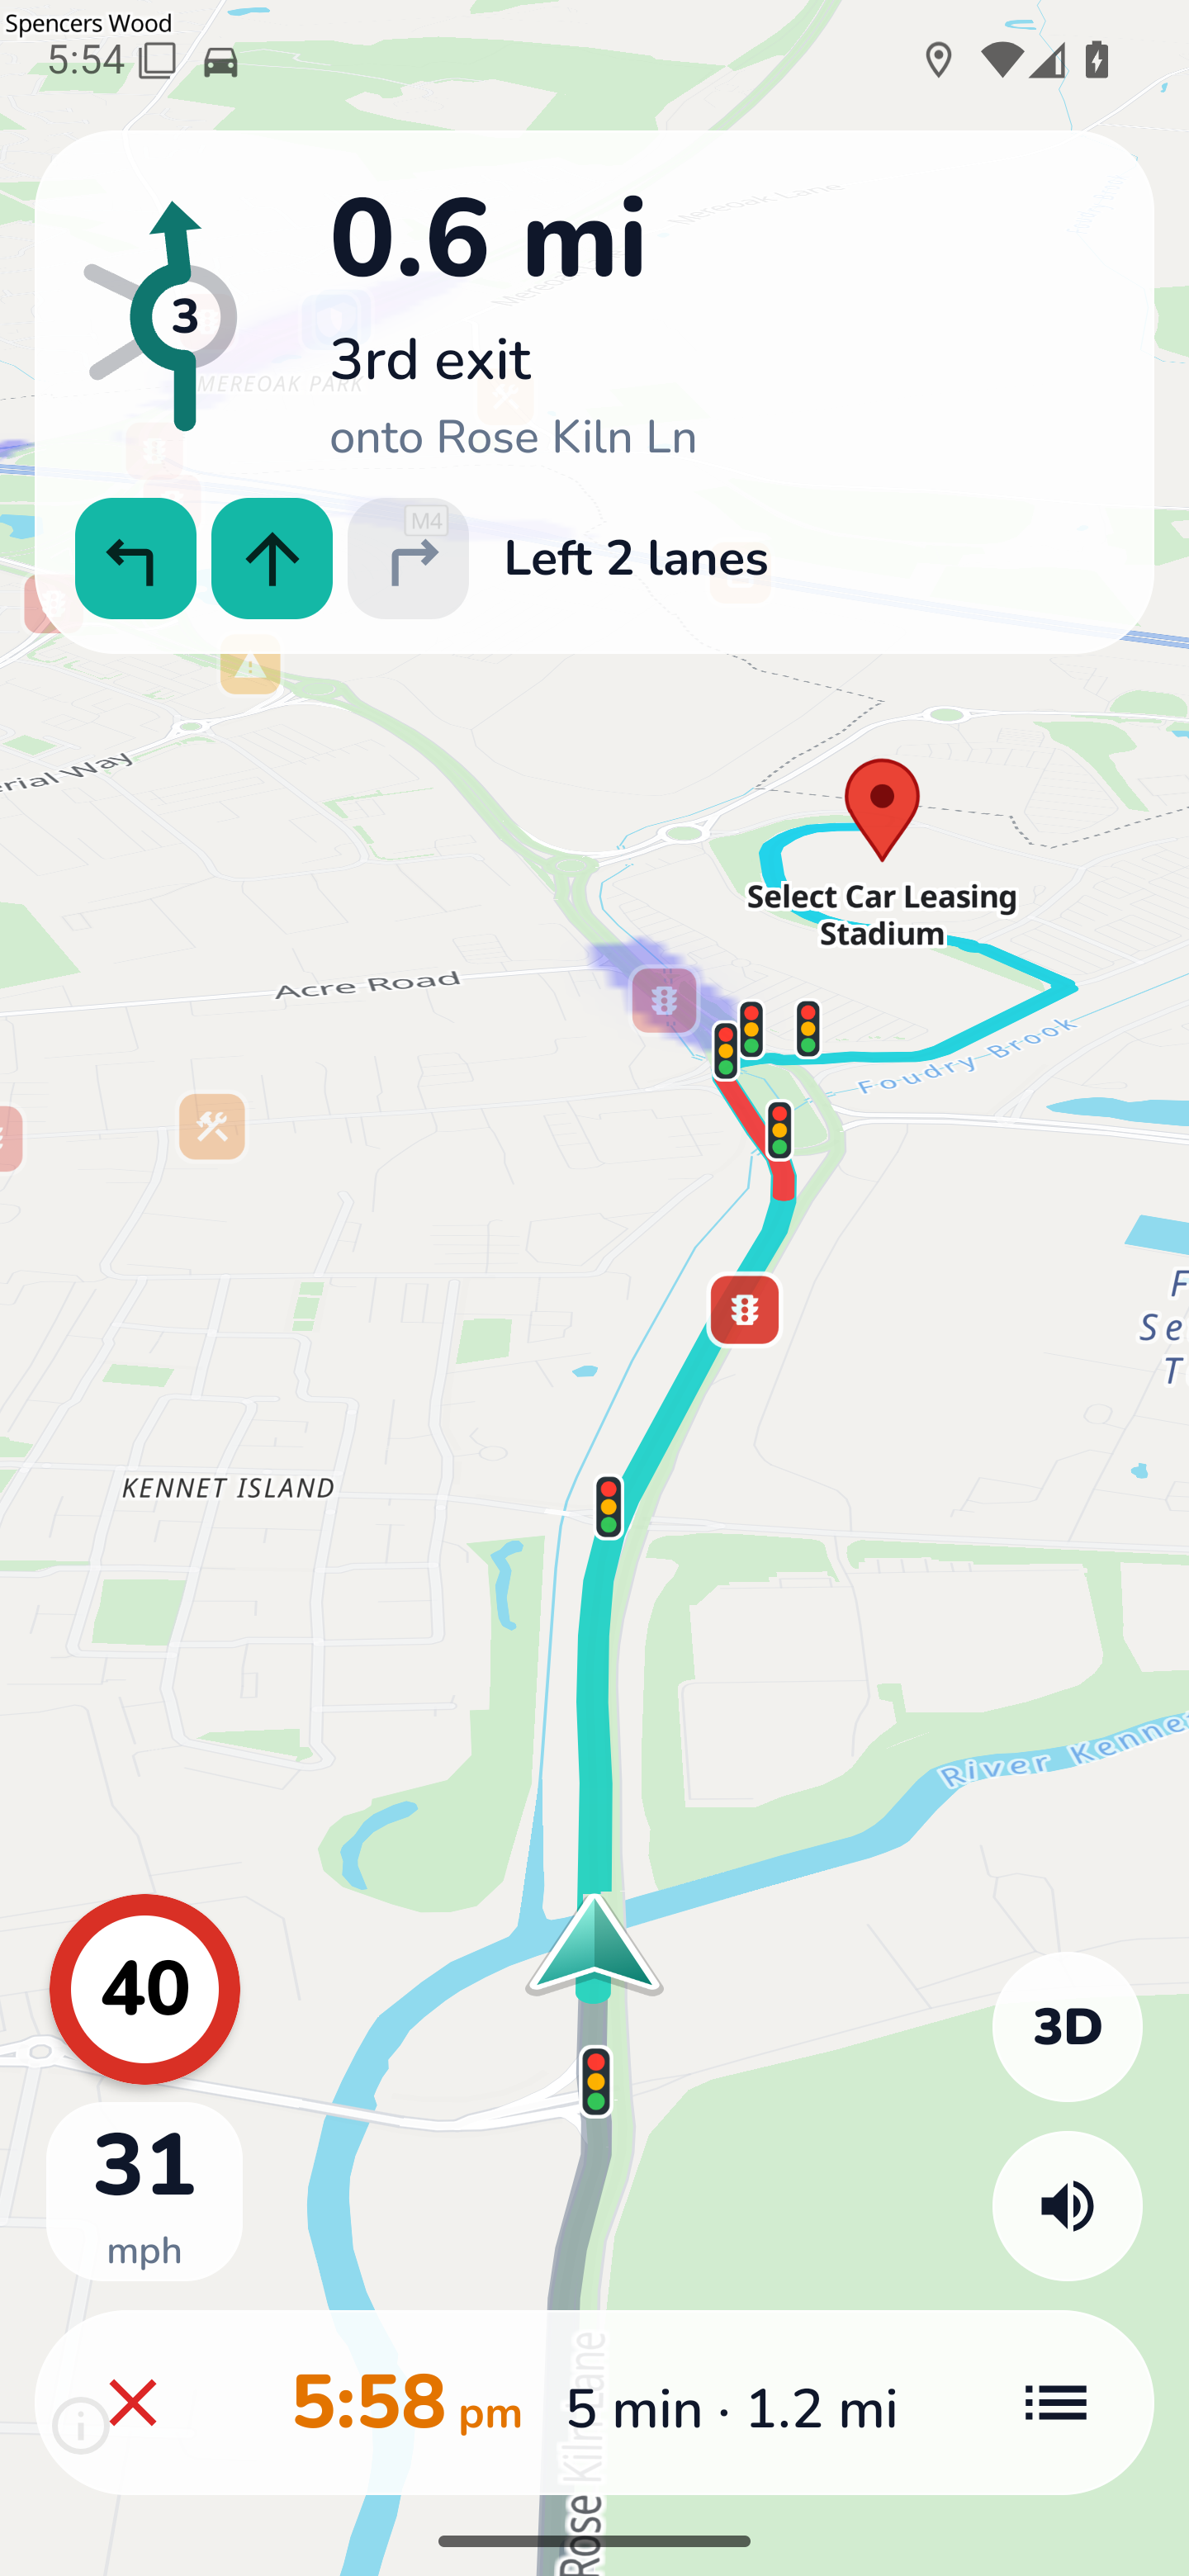 Spencers Wood
5:54
Mereoak Lane
0.6 mi
3
3rd exit
MEREOAK PARK
onto Rose Kiln Ln
M4
Left 2 lanes
Select Car Leasing
Stadium
Acre Road
Foudry Brook
KENNET ISLAND
River Kennet
40
3D
31
mph
5:58 pm
5 min · 1.2 mi
Rose Kiln Lane